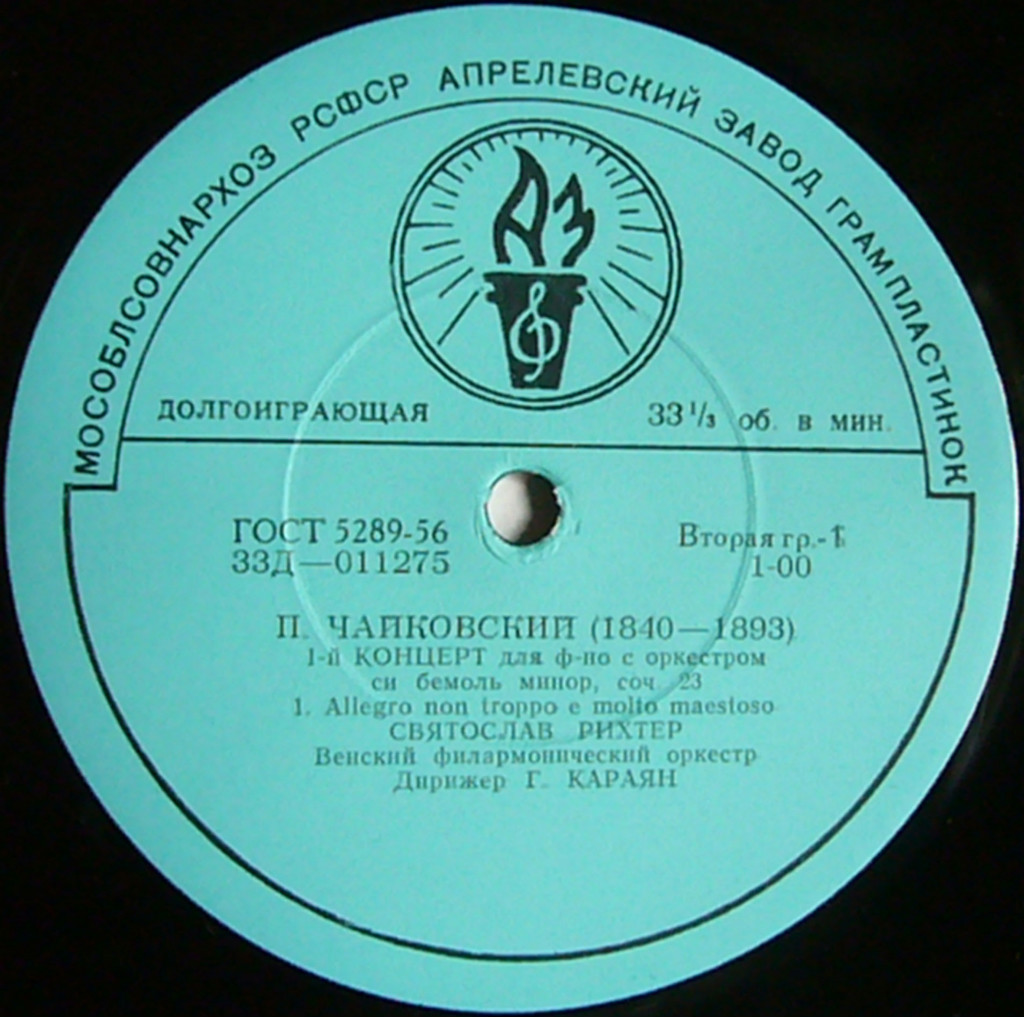 МОСОБЛСОВНАРХОЗ РСФСР АПРЕЛЕВСКИЙ ЗАВОД ГРАМПЛАСТИНОК
АЗ
ДОЛГОИГРАЮЩАЯ 33 1/3 об. в мин.
ГОСТ 5289-56 Вторая гр.-1
33Д—011275 1-00
П. ЧАЙКОВСКИЙ (1840—1893)
1-й КОНЦЕРТ для ф-но с оркестром
си бемоль минор, соч 23
1. Allegro non troppo e molto maestoso
СВЯТОСЛАВ РИХТЕР
Венский филармонический оркестр
Дирижер Г. КАРАЯН